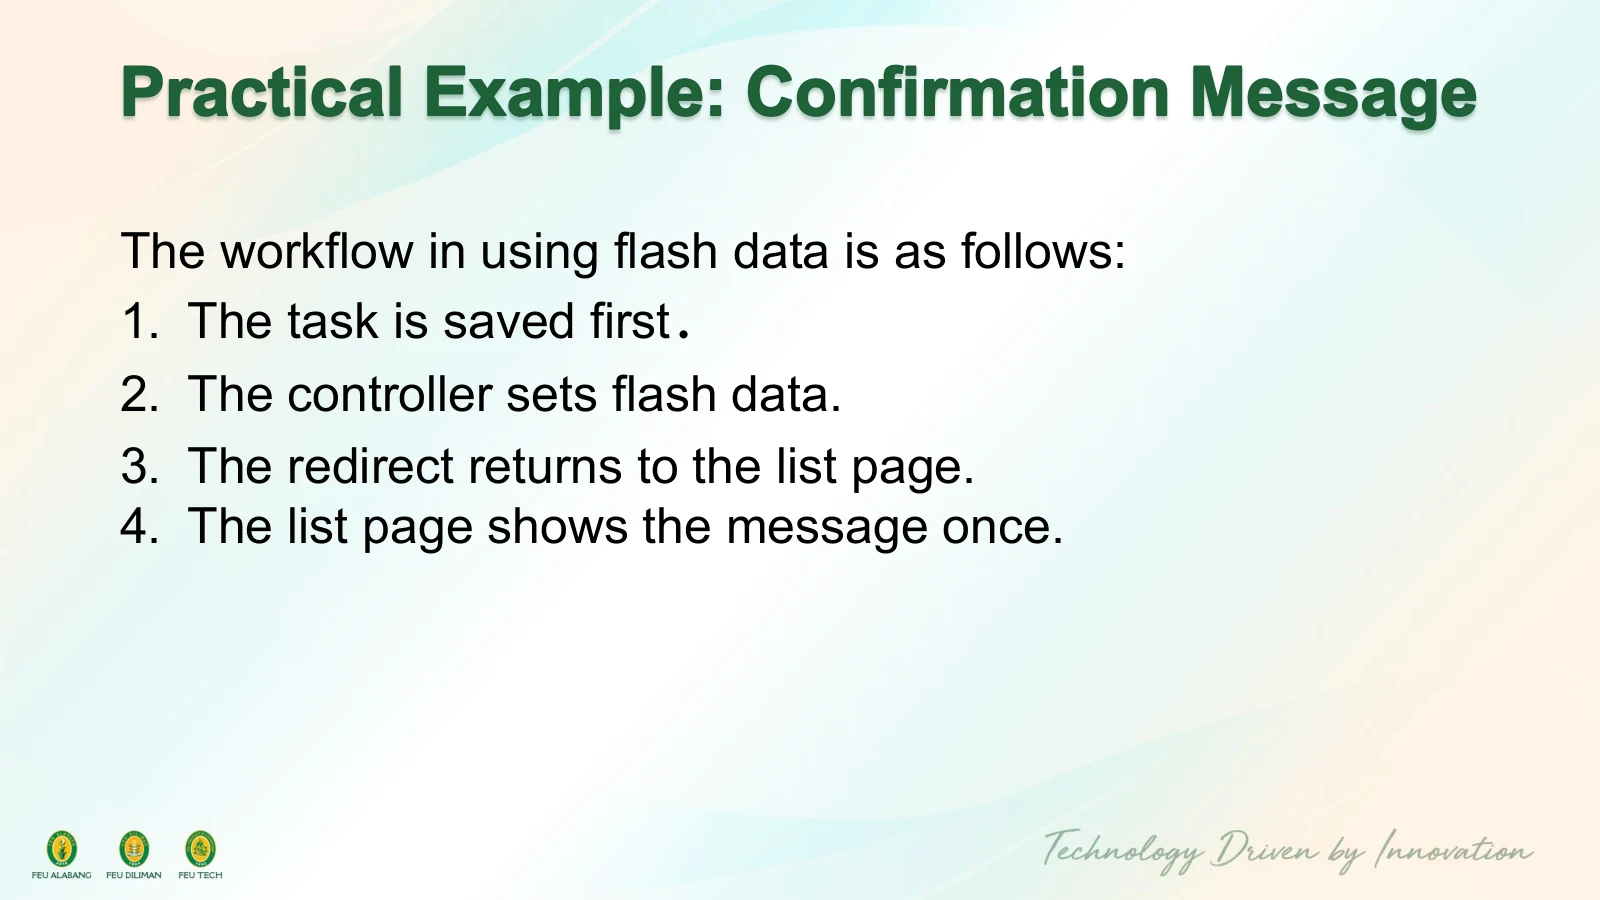 Practical Example: Confirmation Message
The workflow in using flash data is as follows:
1. The task is saved first.
2. The controller sets flash data.
3. The redirect returns to the list page.
4. The list page shows the message once.
FEU ALABANG FEU DILIMAN FEU TECH
Technology Driven by Innovation